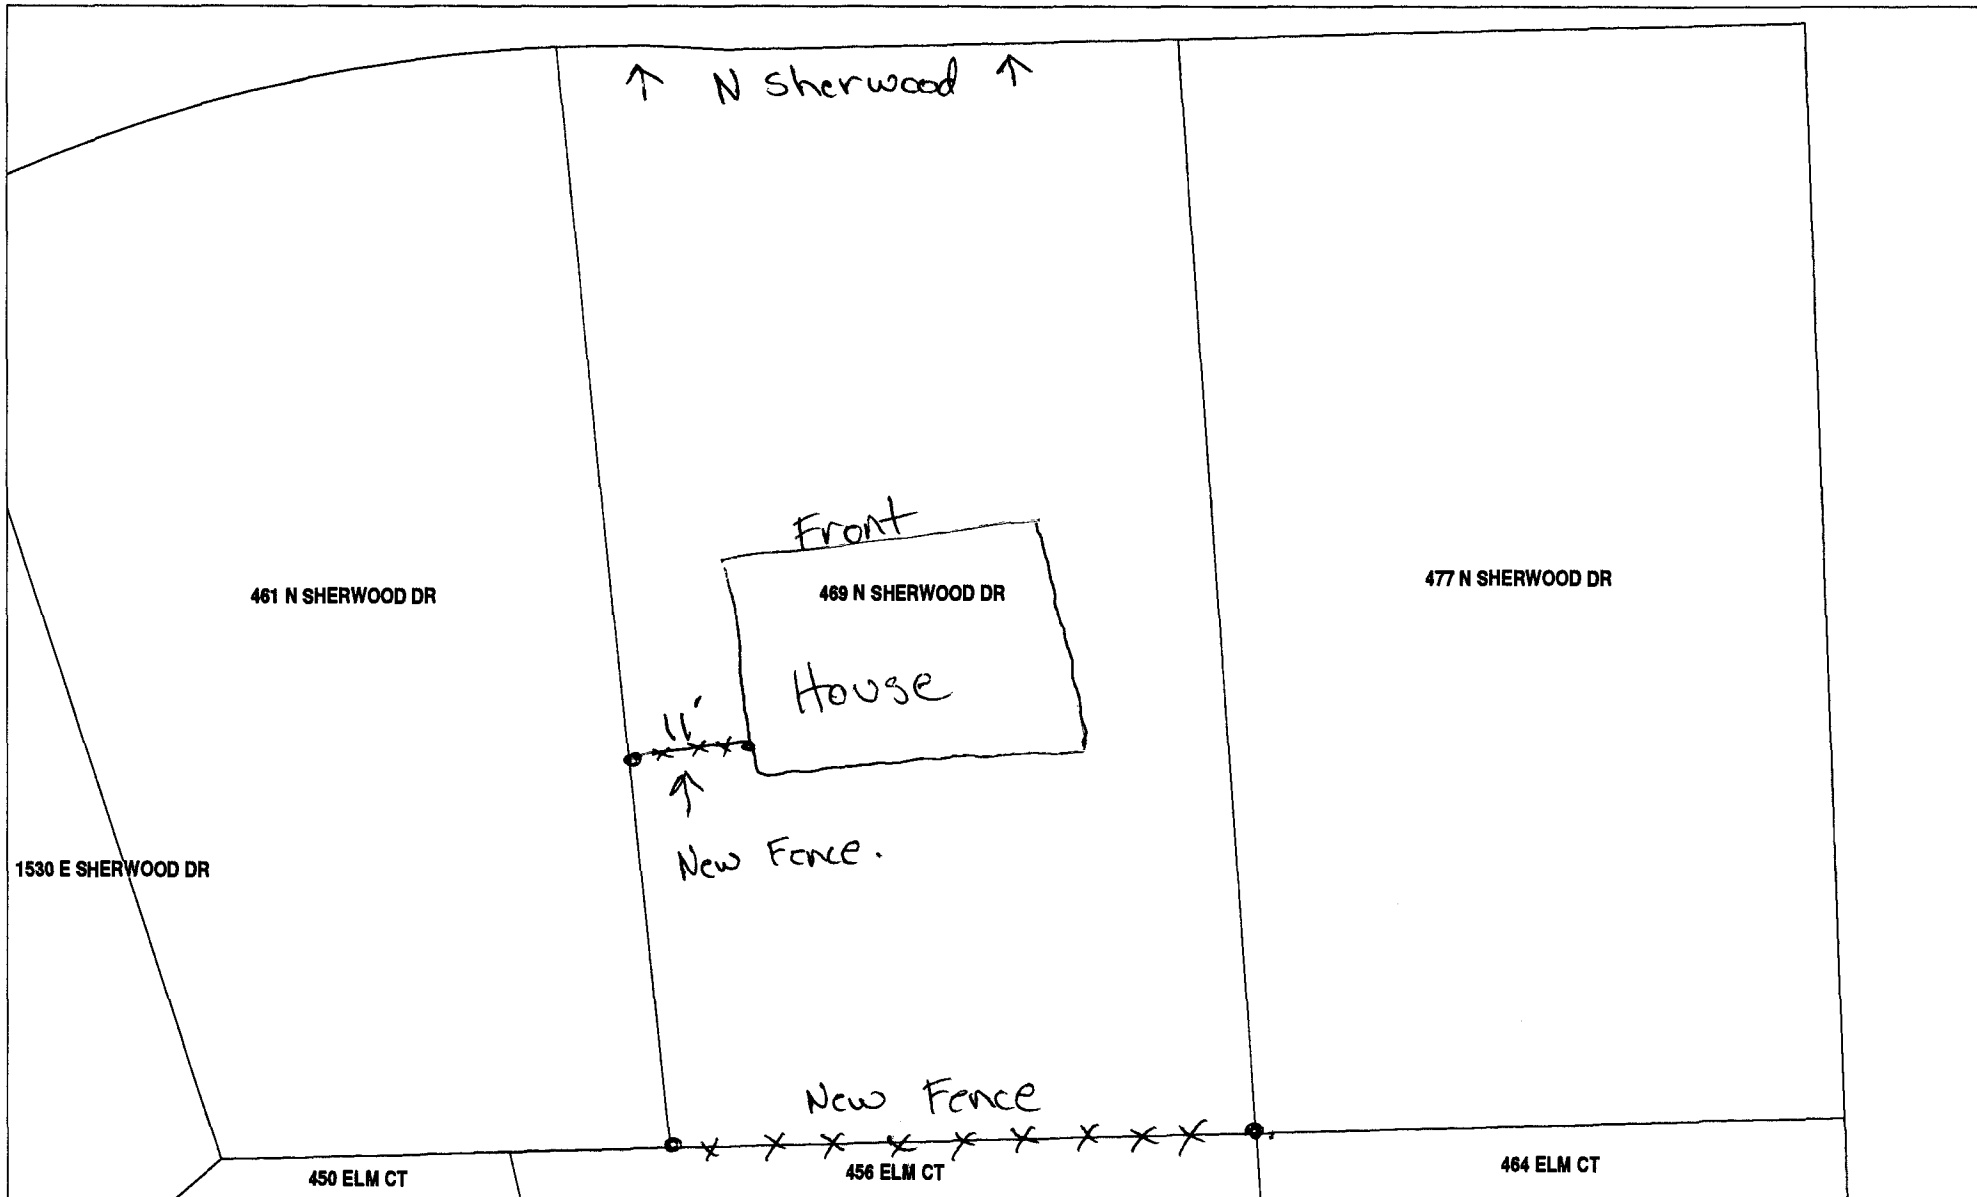 ↑ N Sherwood ↑
Front
461 N SHERWOOD DR
469 N SHERWOOD DR
477 N SHERWOOD DR
House
11'
↑
New Fence.
1530 E SHERWOOD DR
New Fence
450 ELM CT
456 ELM CT
464 ELM CT